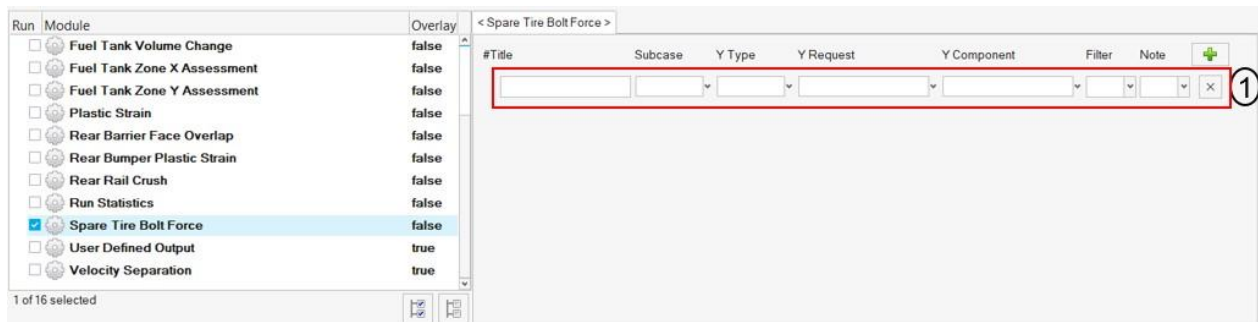 Run Module Overlay
Fuel Tank Volume Change false
Fuel Tank Zone X Assessment false
Fuel Tank Zone Y Assessment false
Plastic Strain false
Rear Barrier Face Overlap false
Rear Bumper Plastic Strain false
Rear Rail Crush false
Run Statistics false
Spare Tire Bolt Force false
User Defined Output true
Velocity Separation true
1 of 16 selected
< Spare Tire Bolt Force >
#Title Subcase Y Type Y Request Y Component Filter Note
1